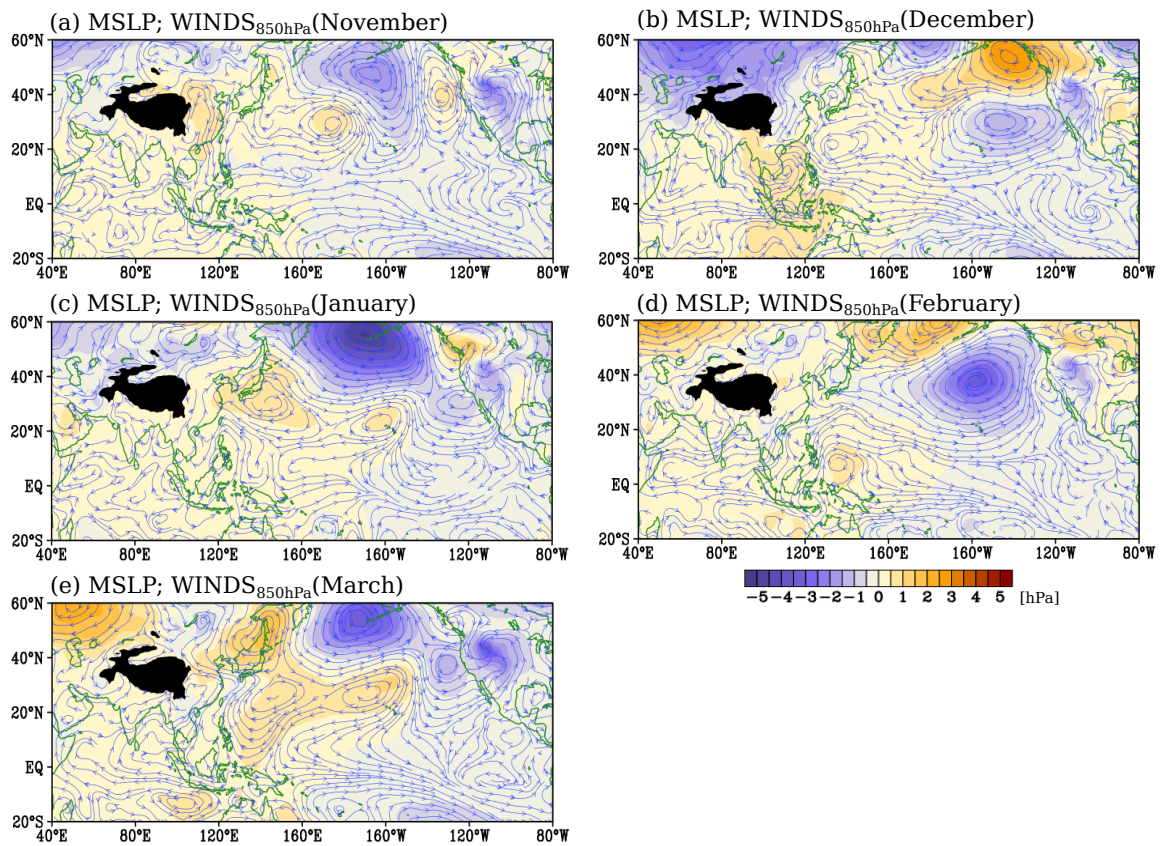 (a) MSLP; WINDS850hPa(November)
60°N
40°N
20°N
EQ
20°S
40°E 80°E 120°E 160°E 160°W 120°W 80°W
(b) MSLP; WINDS850hPa(December)
60°N
40°N
20°N
EQ
20°S
40°E 80°E 120°E 160°E 160°W 120°W 80°W
(c) MSLP; WINDS850hPa(January)
60°N
40°N
20°N
EQ
20°S
40°E 80°E 120°E 160°E 160°W 120°W 80°W
(d) MSLP; WINDS850hPa(February)
60°N
40°N
20°N
EQ
20°S
40°E 80°E 120°E 160°E 160°W 120°W 80°W
−5 −4 −3 −2 −1 0 1 2 3 4 5 [hPa]
(e) MSLP; WINDS850hPa(March)
60°N
40°N
20°N
EQ
20°S
40°E 80°E 120°E 160°E 160°W 120°W 80°W